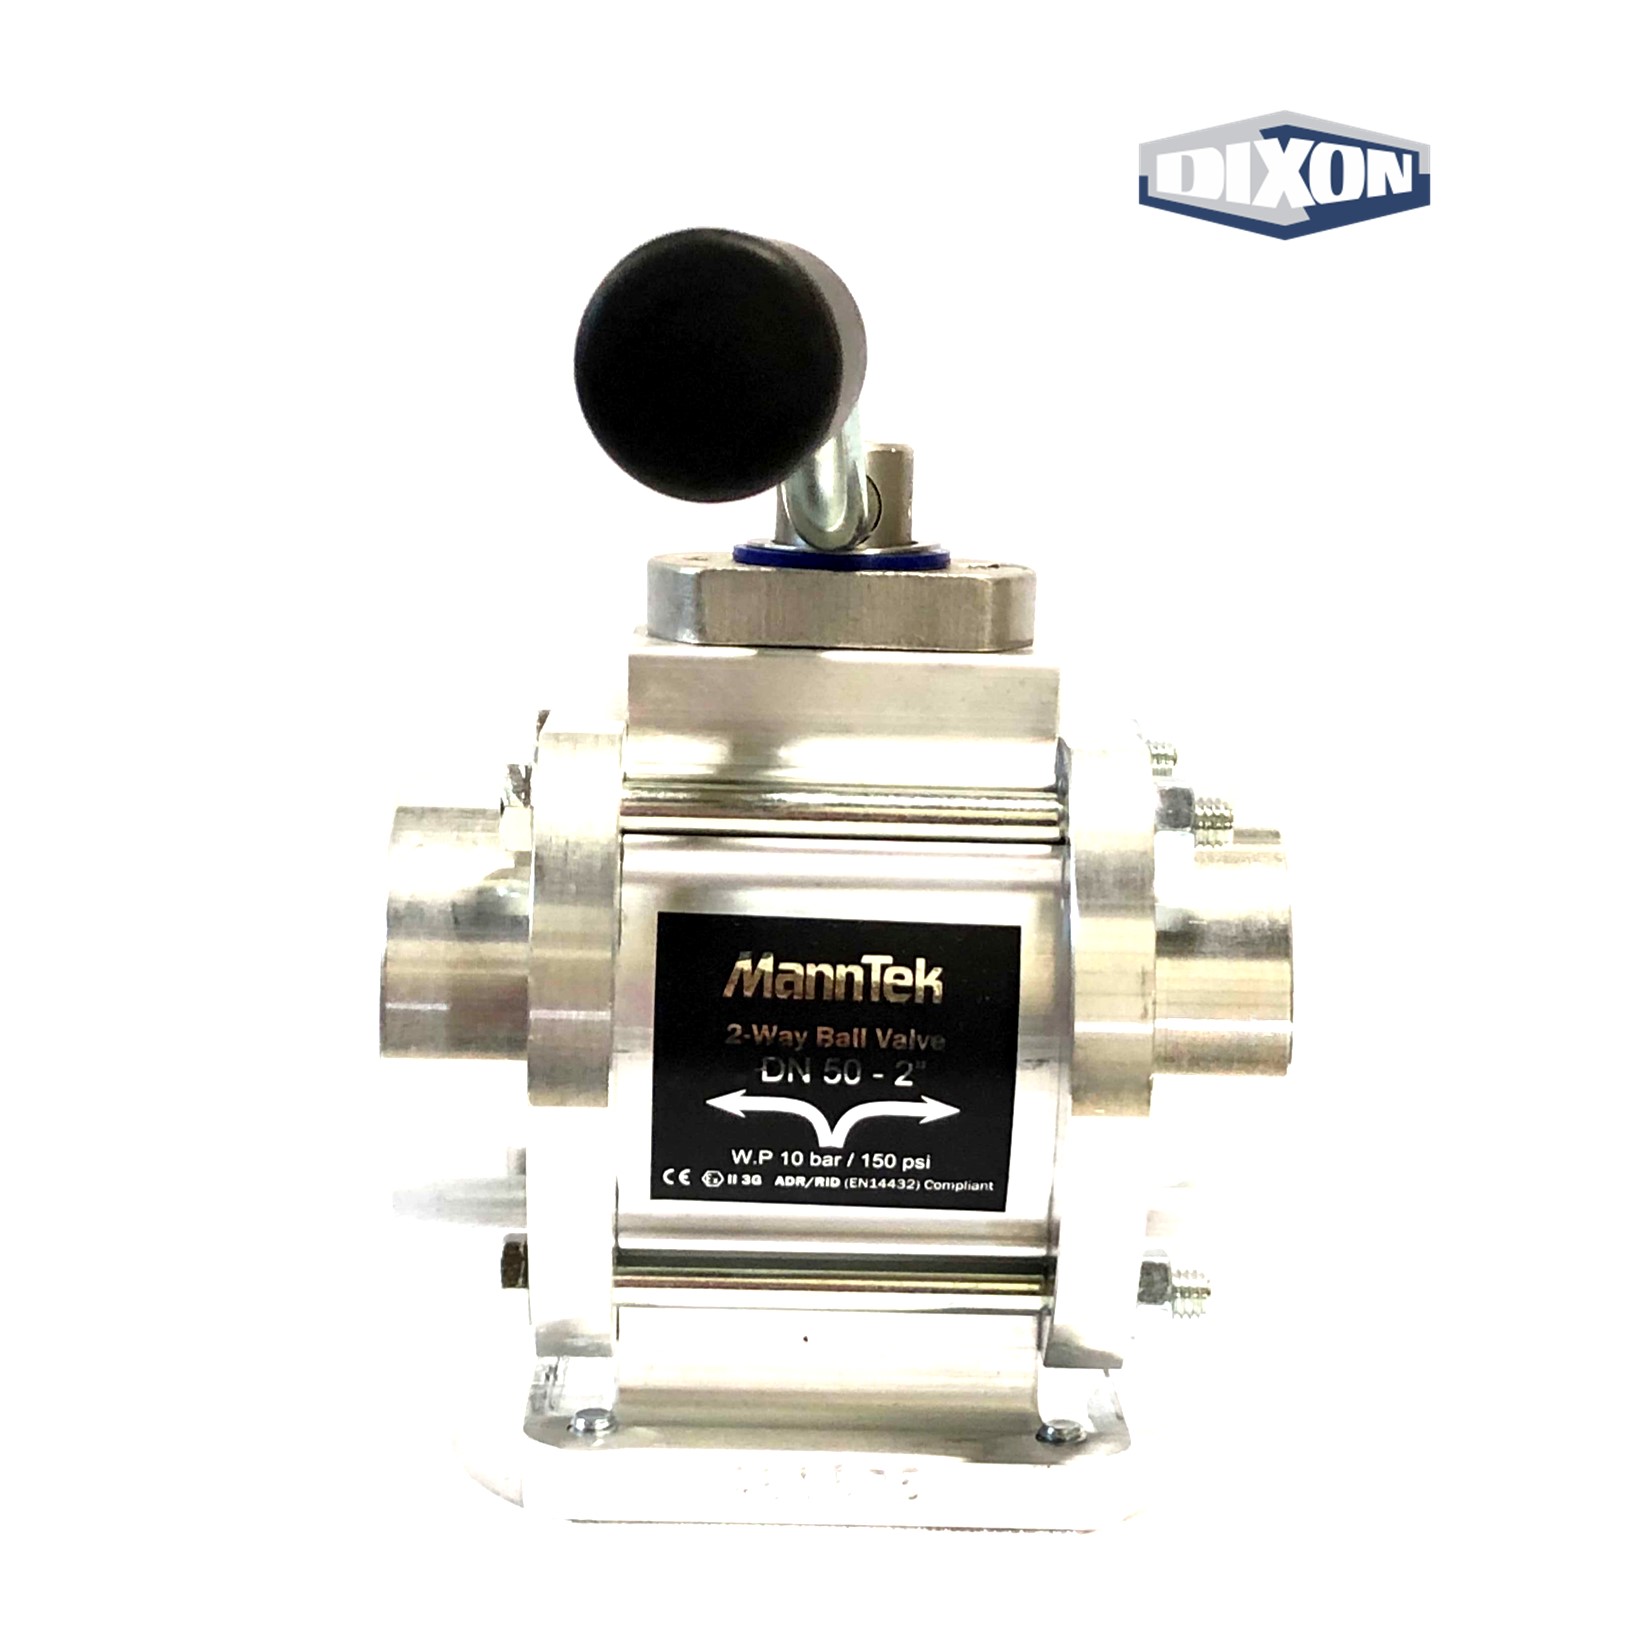 DIXON
MannTek
2-Way Ball Valve
DN 50 - 2"
W.P 10 bar / 150 psi
CE Ex II 3G ADR/RID (EN14432) Compliant